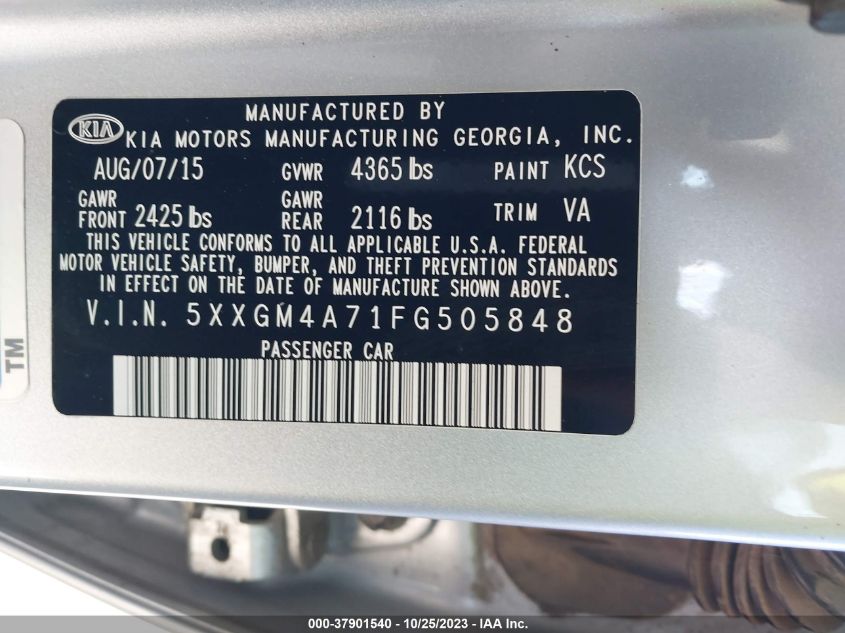 MANUFACTURED BY
KIA KIA MOTORS MANUFACTURING GEORGIA, INC.
AUG/07/15 GVWR 4365 lbs PAINT KCS
GAWR FRONT 2425 lbs GAWR REAR 2116 lbs TRIM VA
THIS VEHICLE CONFORMS TO ALL APPLICABLE U.S.A. FEDERAL
MOTOR VEHICLE SAFETY, BUMPER, AND THEFT PREVENTION STANDARDS
IN EFFECT ON THE DATE OF MANUFACTURE SHOWN ABOVE.
V.I.N. 5XXGM4A71FG505848
PASSENGER CAR
TM
000-37901540 - 10/25/2023 - IAA Inc.